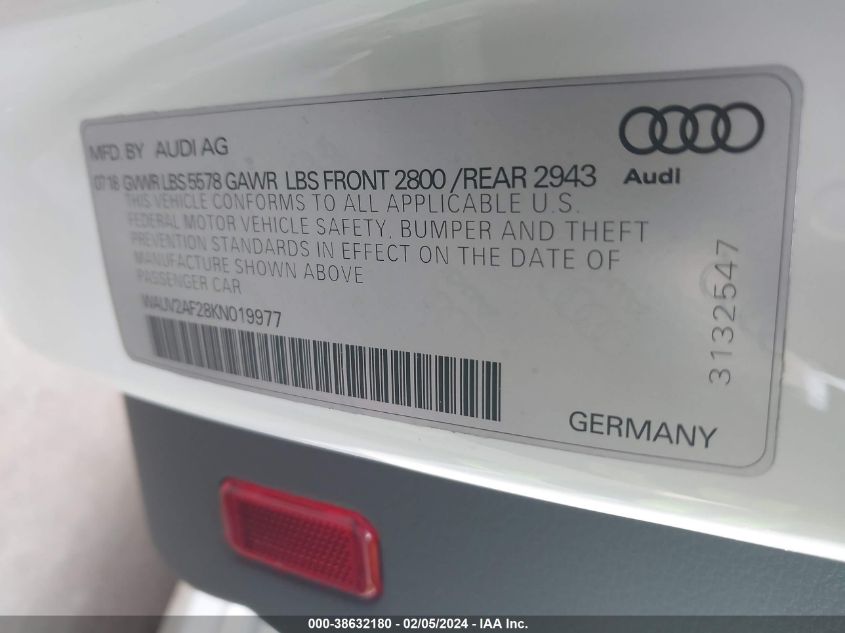 MFD. BY AUDI AG
07 18 GVWR LBS 5578 GAWR LBS FRONT 2800 / REAR 2943
THIS VEHICLE CONFORMS TO ALL APPLICABLE U.S.
FEDERAL MOTOR VEHICLE SAFETY, BUMPER AND THEFT
PREVENTION STANDARDS IN EFFECT ON THE DATE OF
MANUFACTURE SHOWN ABOVE
PASSENGER CAR
WAUV2AF28KN019977
Audi
3132547
GERMANY
000-38632180 - 02/05/2024 - IAA Inc.